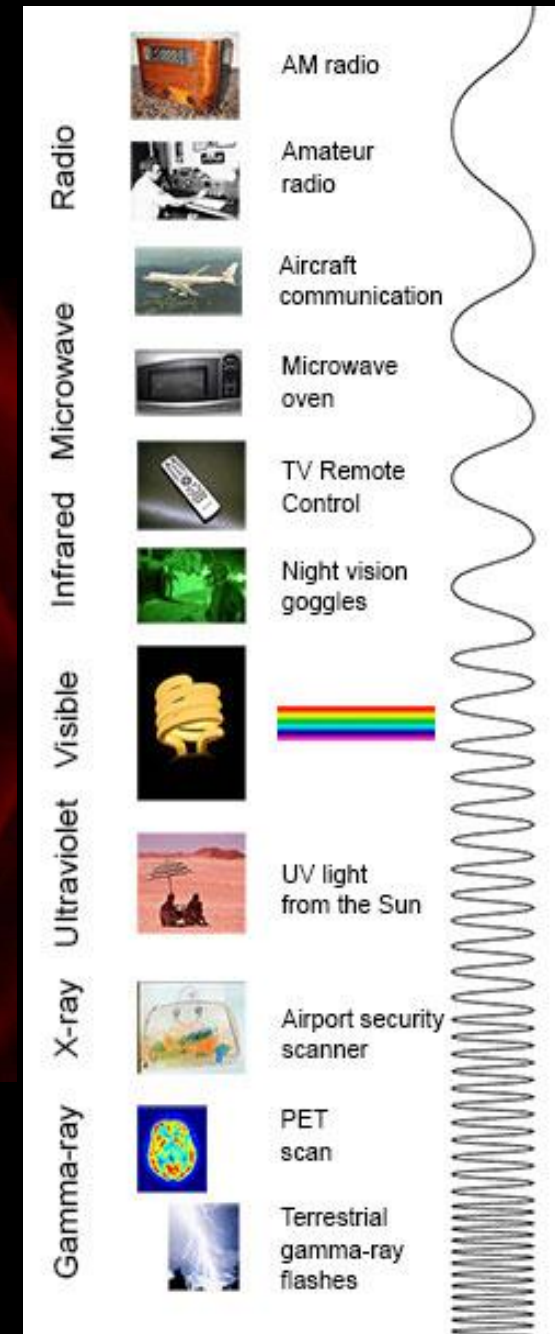 Radio
AM radio
Amateur
radio
Microwave
Aircraft
communication
Microwave
oven
Infrared
TV Remote
Control
Night vision
goggles
Visible
Ultraviolet
UV light
from the Sun
X-ray
Airport security
scanner
Gamma-ray
PET
scan
Terrestrial
gamma-ray
flashes